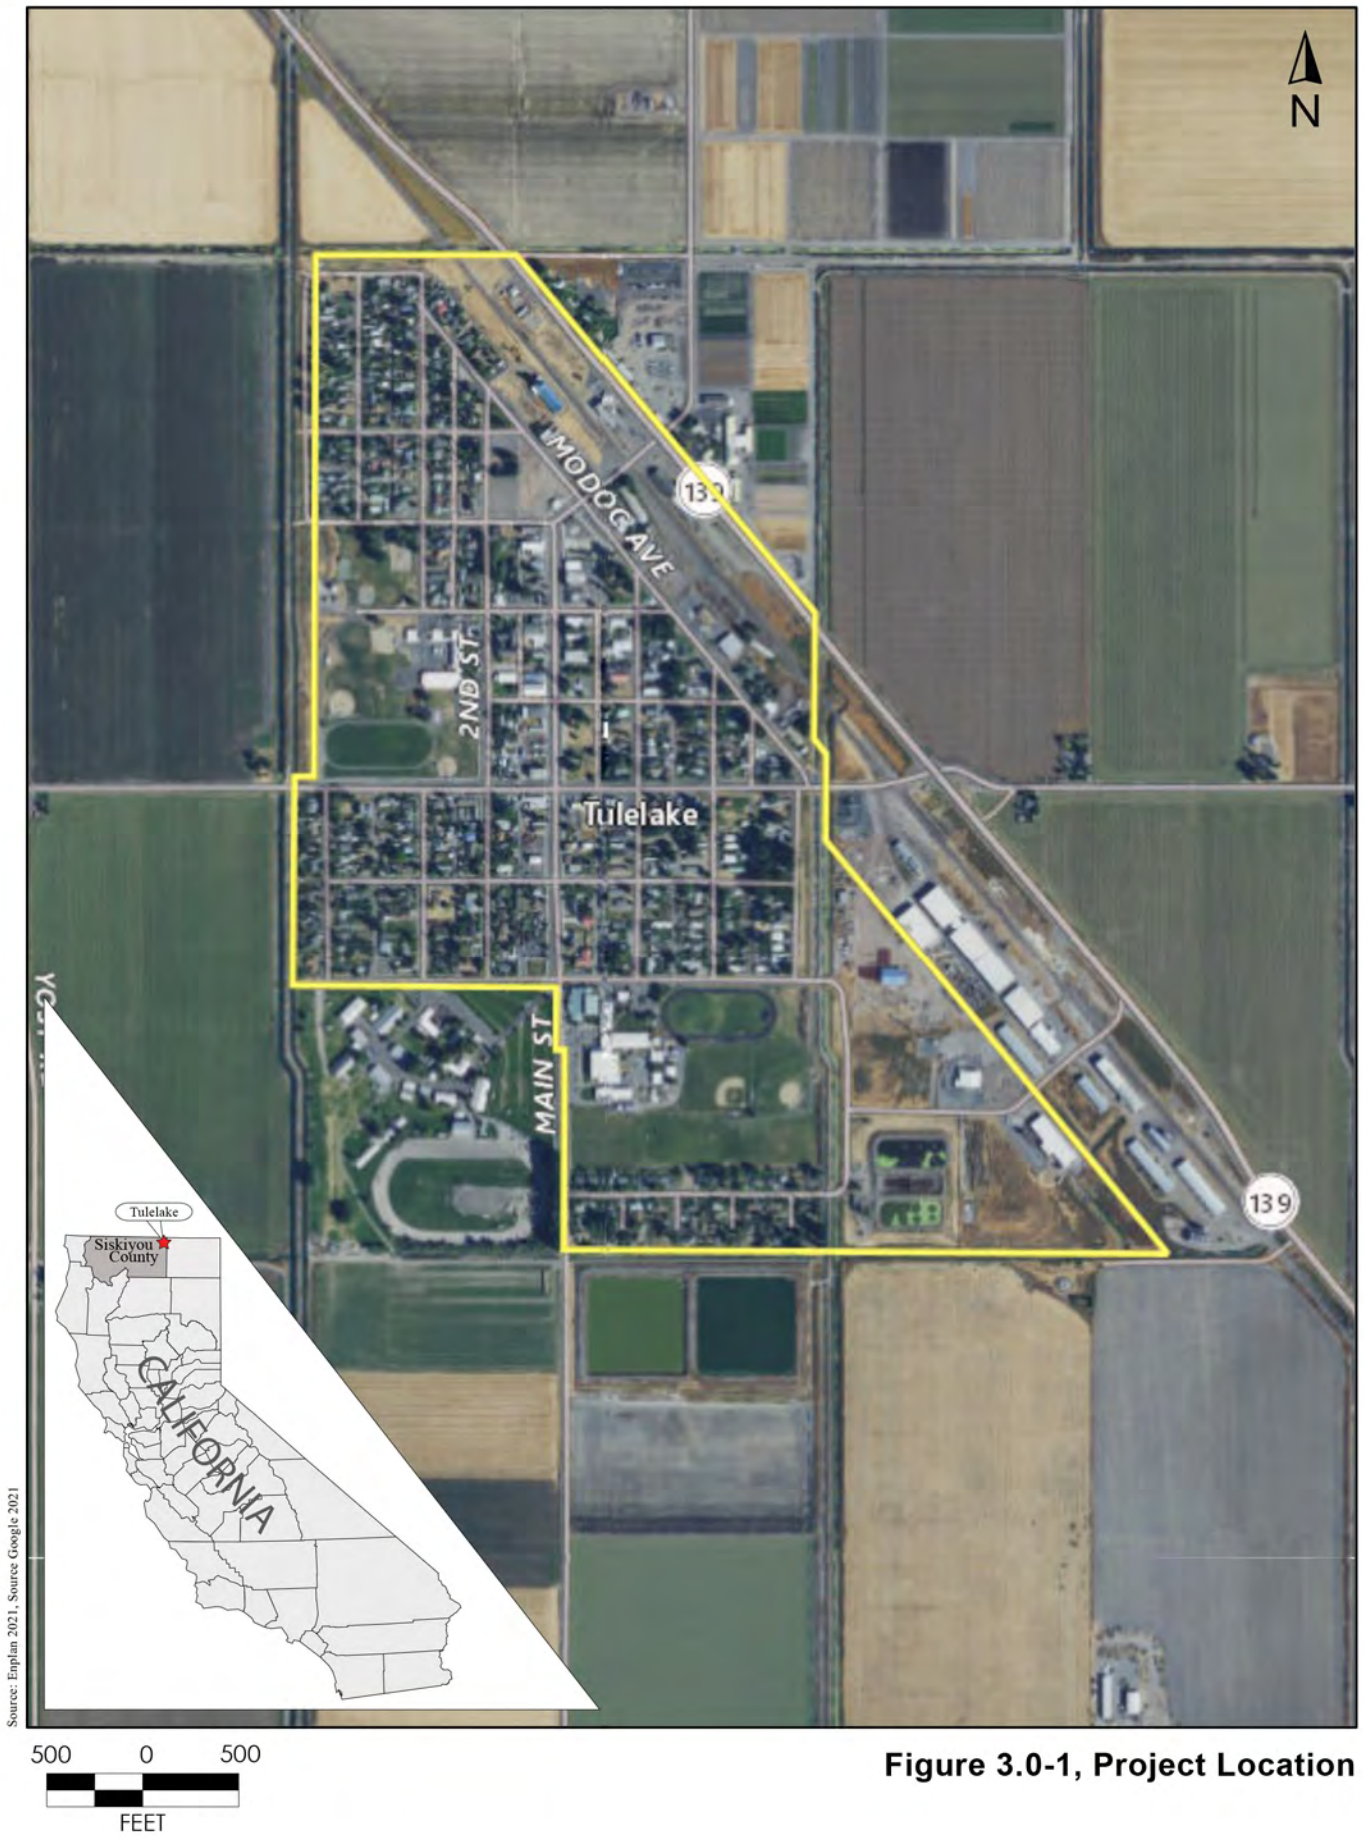 N
139
MODOC AVE
2ND ST
Tulelake
MAIN ST
139
Tulelake
Siskiyou
County
CALIFORNIA
Source: Enplan 2021, Source Google 2021
500 0 500
FEET
Figure 3.0-1, Project Location